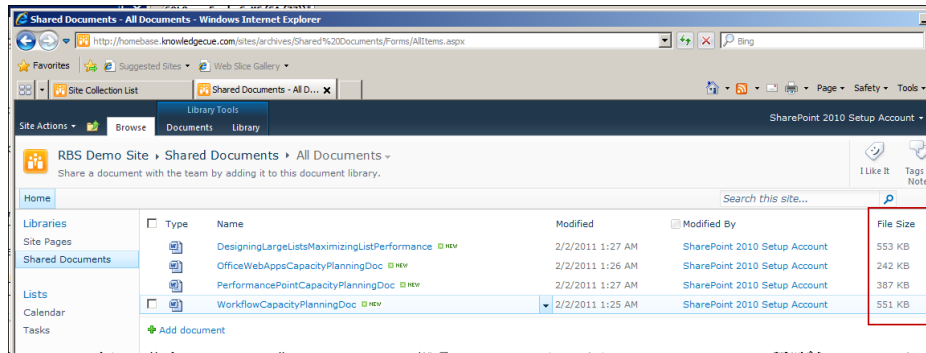 Shared Documents - All Documents - Windows Internet Explorer
http://homebase.knowledgecue.com/sites/archives/Shared%20Documents/Forms/AllItems.aspx
Bing
Favorites
Suggested Sites
Web Slice Gallery
Site Collection List
Shared Documents - All D...
Page
Safety
Tools
Library Tools
SharePoint 2010 Setup Account
Site Actions
Browse
Documents
Library
RBS Demo Site
Shared Documents
All Documents
Share a document with the team by adding it to this document library.
I Like It
Tags
Note
Home
Search this site...
Libraries
Site Pages
Shared Documents
Lists
Calendar
Tasks
Type Name Modified Modified By File Size
DesigningLargeListsMaximizingListPerformance NEW 2/2/2011 1:27 AM SharePoint 2010 Setup Account 553 KB
OfficeWebAppsCapacityPlanningDoc NEW 2/2/2011 1:26 AM SharePoint 2010 Setup Account 242 KB
PerformancePointCapacityPlanningDoc NEW 2/2/2011 1:27 AM SharePoint 2010 Setup Account 387 KB
WorkflowCapacityPlanningDoc NEW 2/2/2011 1:25 AM SharePoint 2010 Setup Account 551 KB
Add document